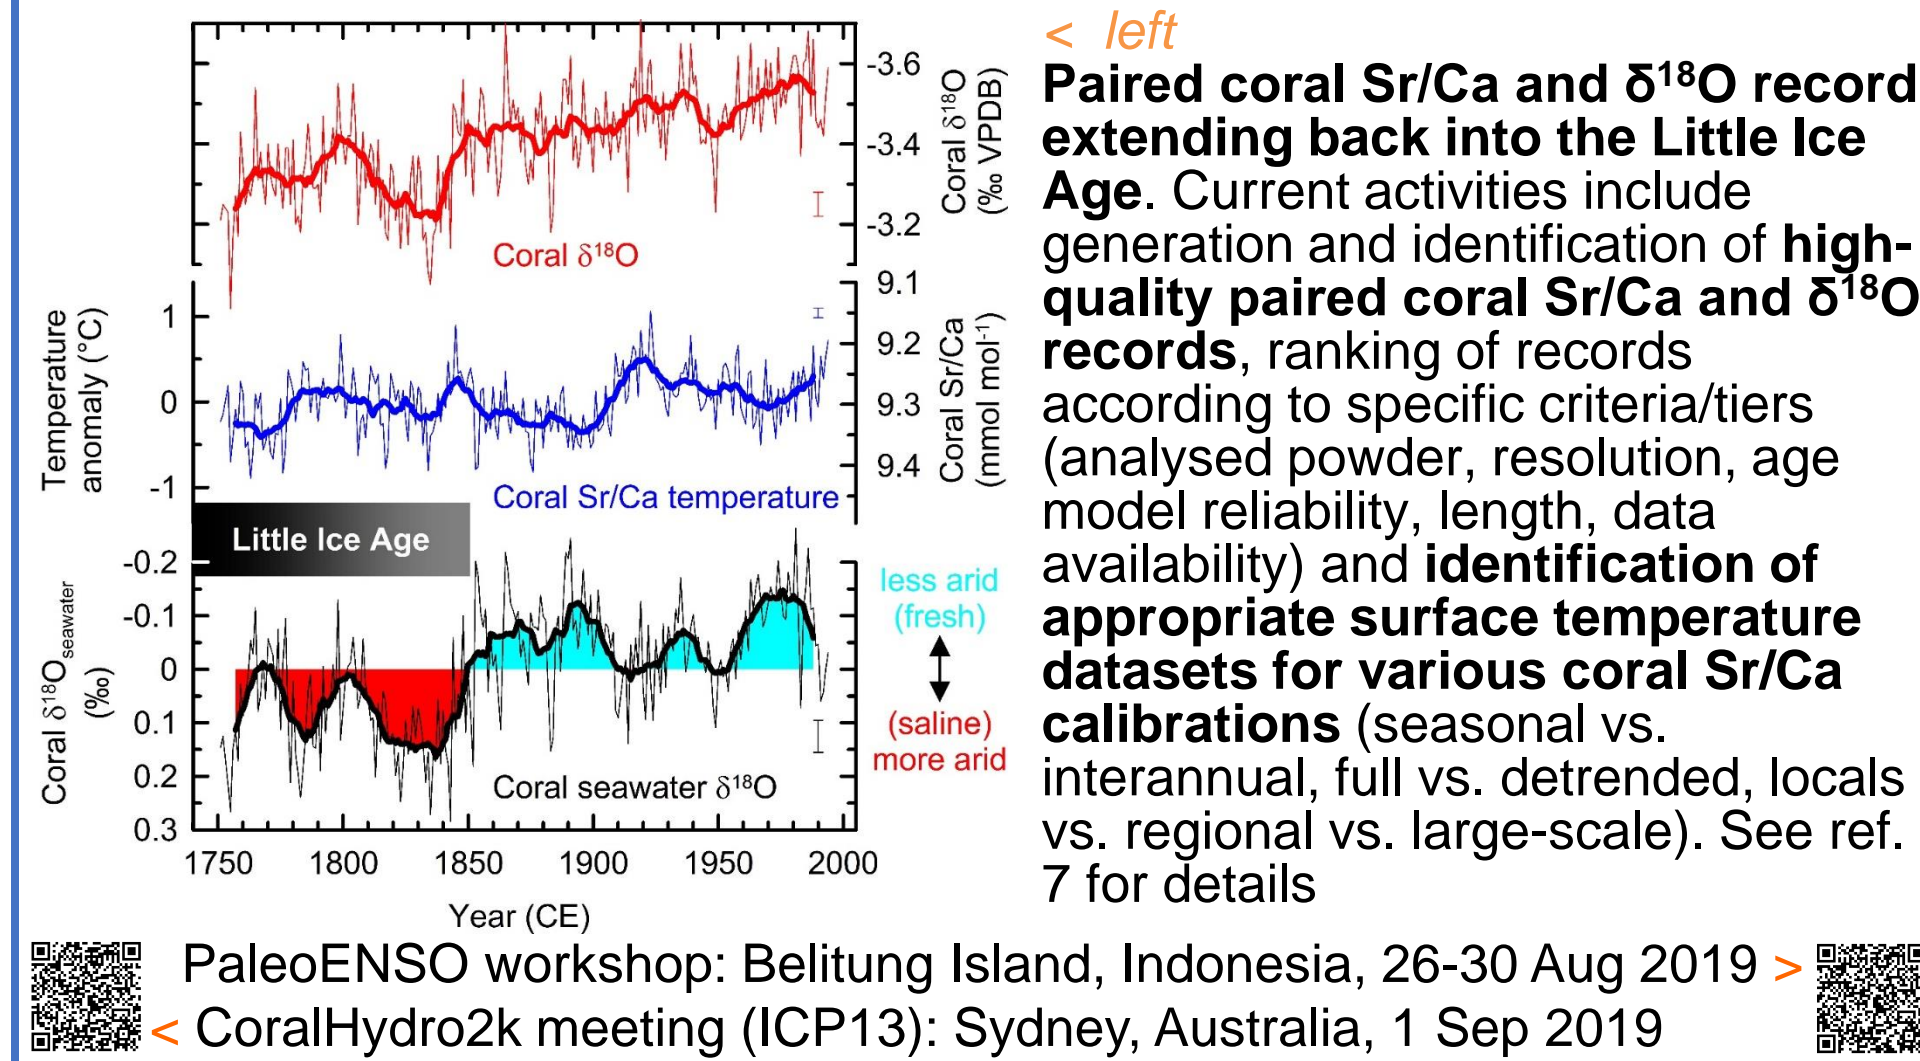 -3.6
-3.4
-3.2
Coral δ¹⁸O
(‰ VPDB)
Coral δ¹⁸O
1
0
-1
Temperature
anomaly (°C)
9.1
9.2
9.3
9.4
Coral Sr/Ca
(mmol mol⁻¹)
Coral Sr/Ca temperature
Little Ice Age
-0.2
-0.1
0
0.1
0.2
0.3
Coral δ¹⁸Oseawater
(‰)
less arid
(fresh)
(saline)
more arid
Coral seawater δ¹⁸O
1750 1800 1850 1900 1950 2000
Year (CE)
< left
Paired coral Sr/Ca and δ¹⁸O record
extending back into the Little Ice
Age. Current activities include
generation and identification of high-
quality paired coral Sr/Ca and δ¹⁸O
records, ranking of records
according to specific criteria/tiers
(analysed powder, resolution, age
model reliability, length, data
availability) and identification of
appropriate surface temperature
datasets for various coral Sr/Ca
calibrations (seasonal vs.
interannual, full vs. detrended, locals
vs. regional vs. large-scale). See ref.
7 for details
PaleoENSO workshop: Belitung Island, Indonesia, 26-30 Aug 2019 >
< CoralHydro2k meeting (ICP13): Sydney, Australia, 1 Sep 2019